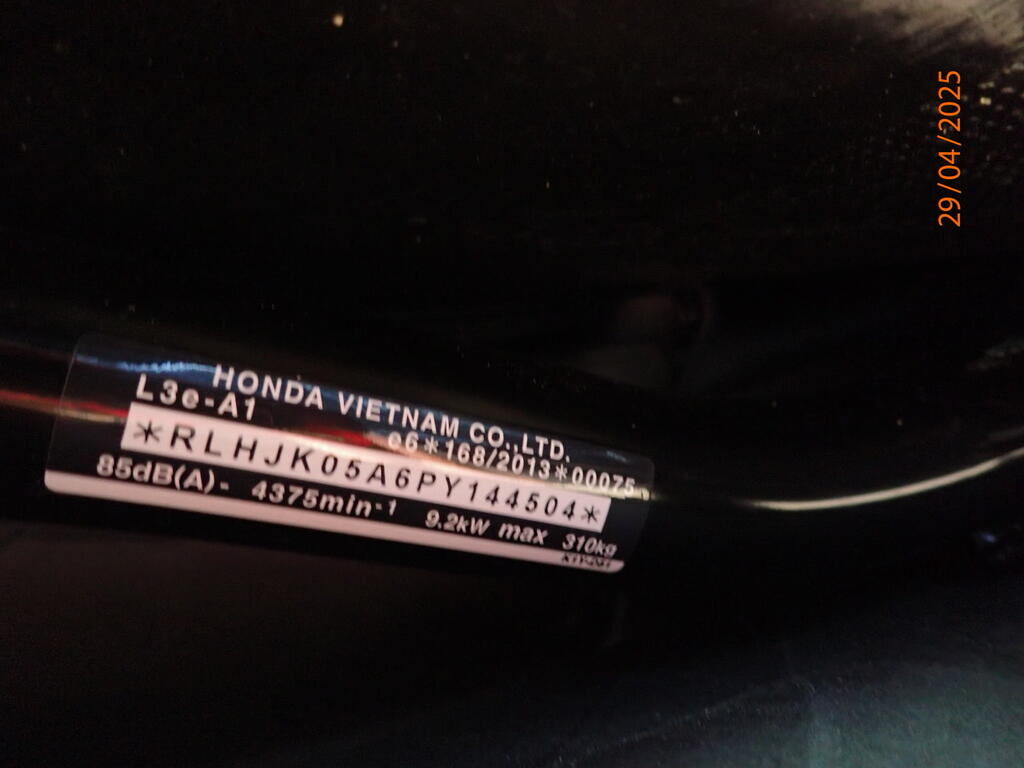 HONDA VIETNAM CO.,LTD.
L3e-A1
e6*168/2013*00075
*RLHJK05A6PY144504*
85dB(A)- 4375min-1 9.2kW max 310kg
29/04/2025